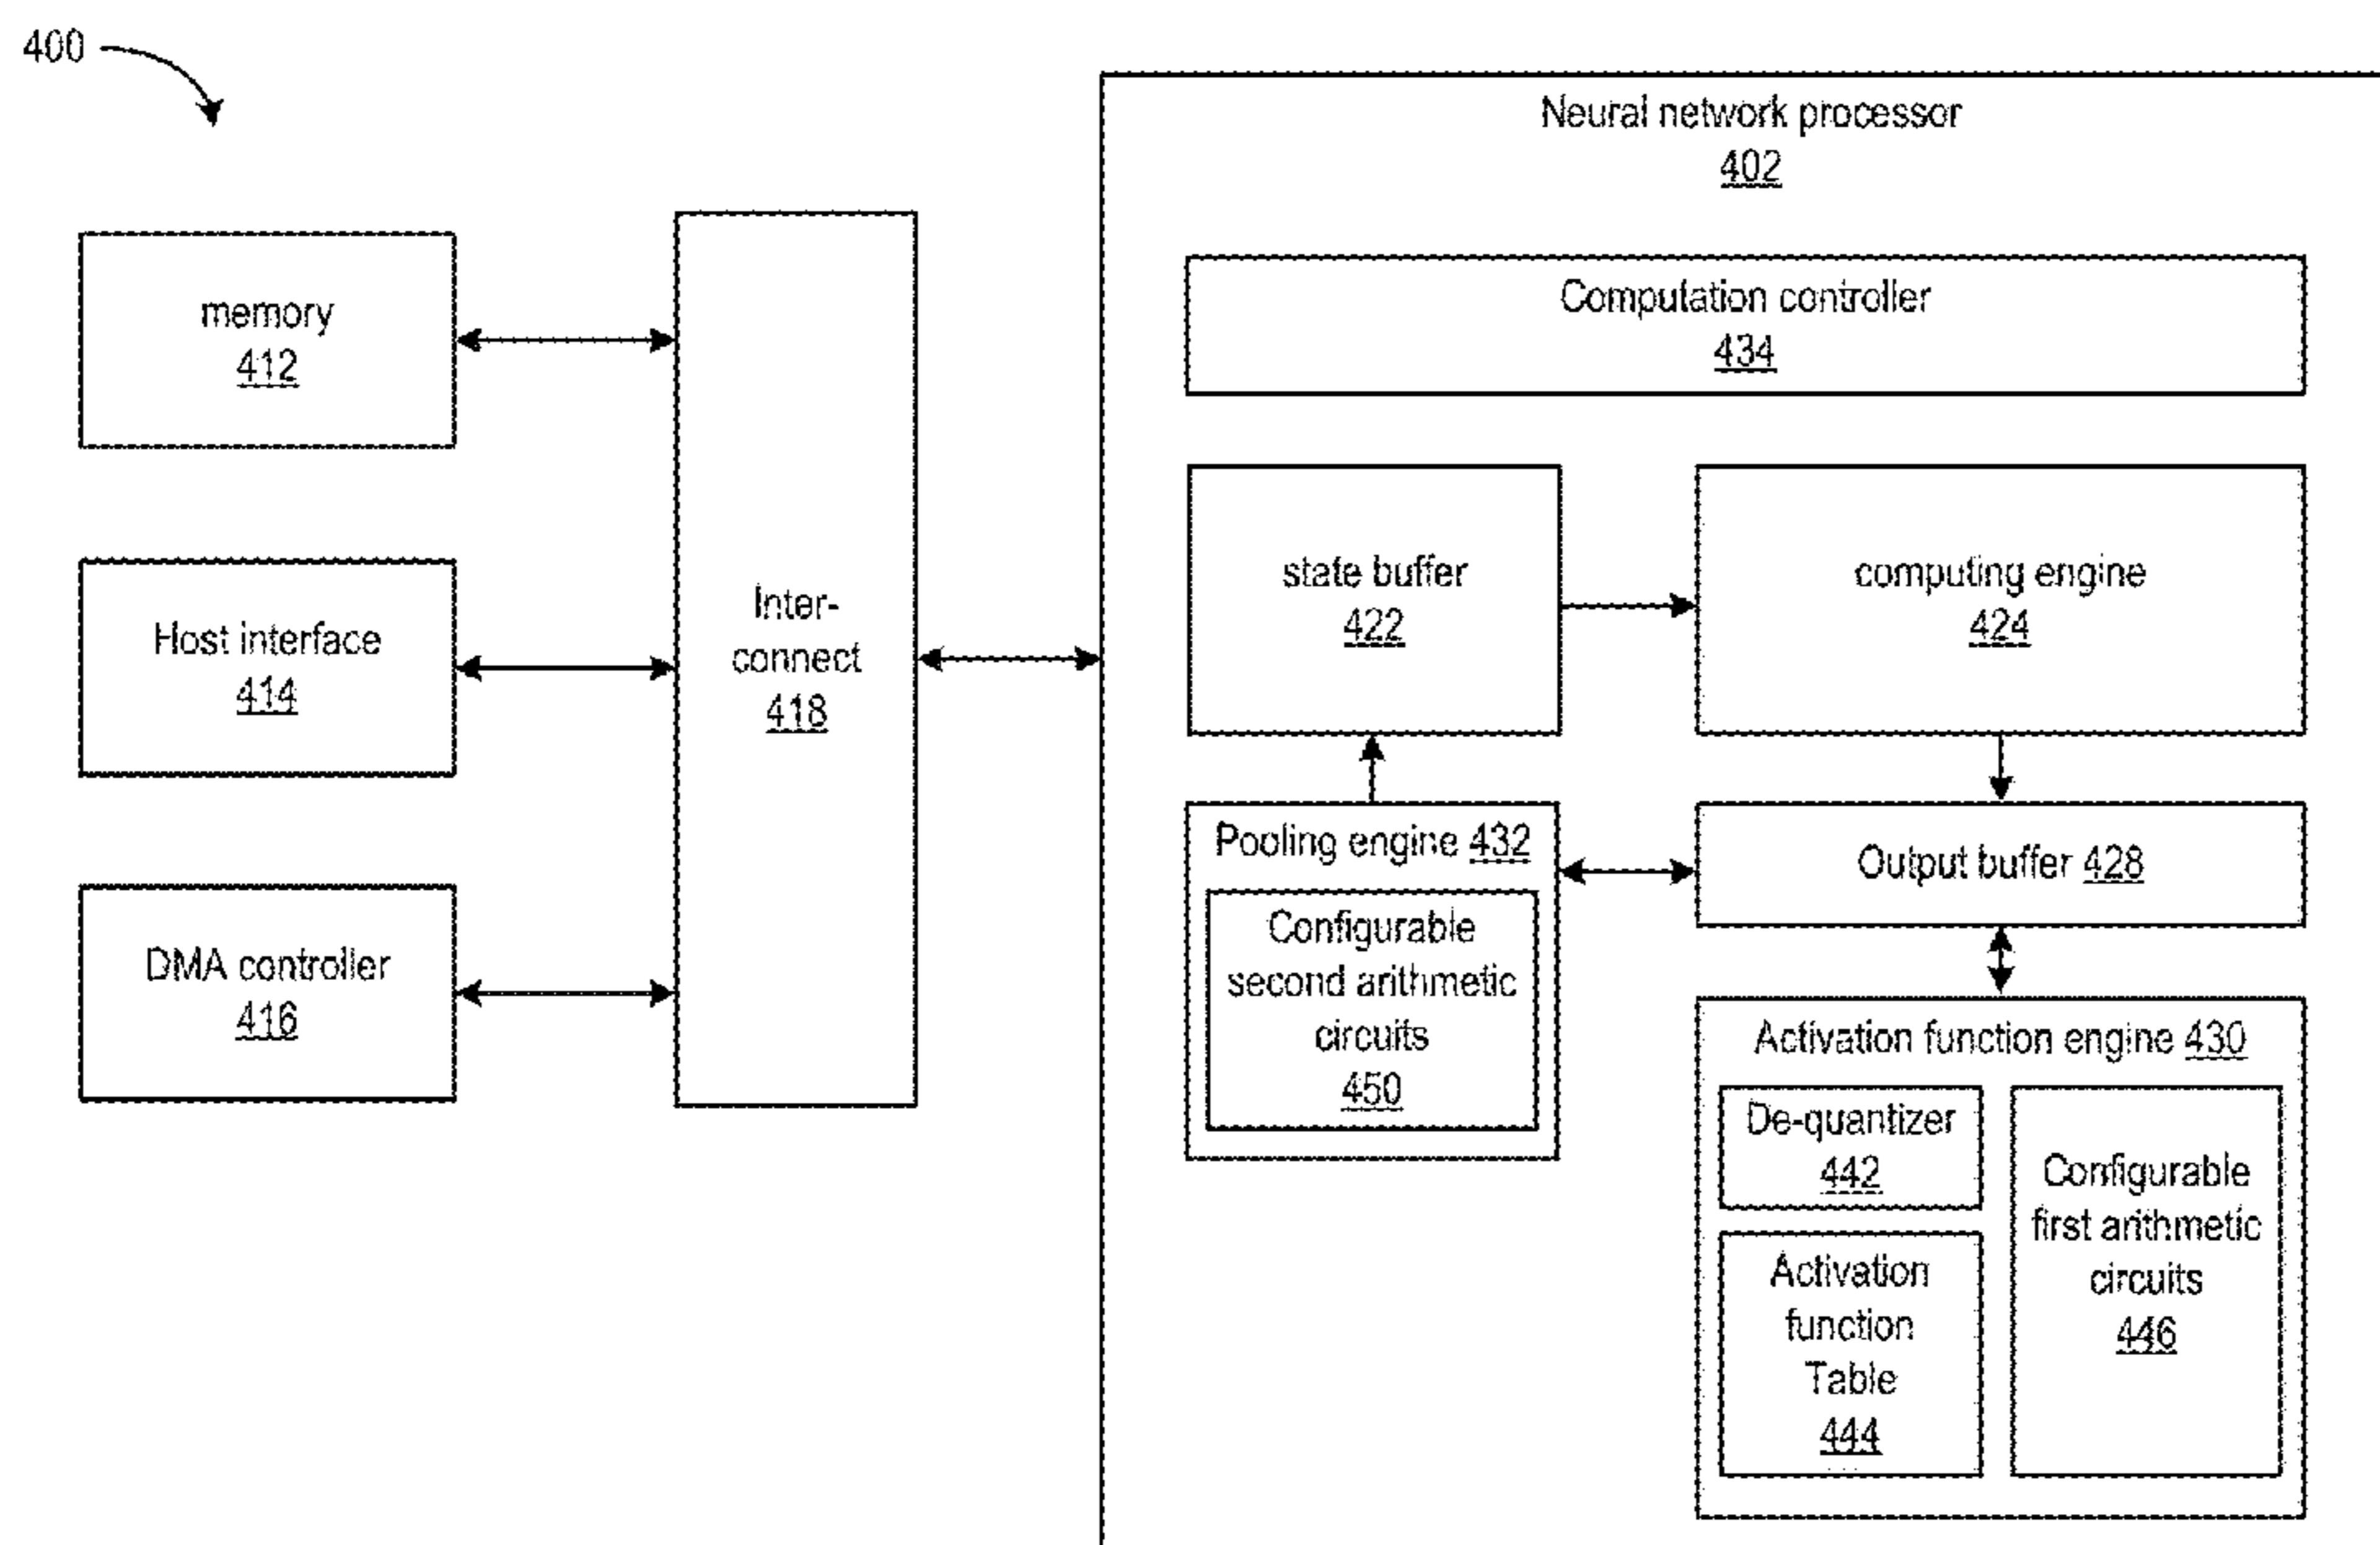 400
Neural network processor
402
memory
412
Host interface
414
DMA controller
416
Inter-
connect
418
Computation controller
434
state buffer
422
computing engine
424
Pooling engine 432
Configurable
second arithmetic
circuits
450
Output buffer 428
Activation function engine 430
De-quantizer
442
Activation
function
Table
444
Configurable
first arithmetic
circuits
446